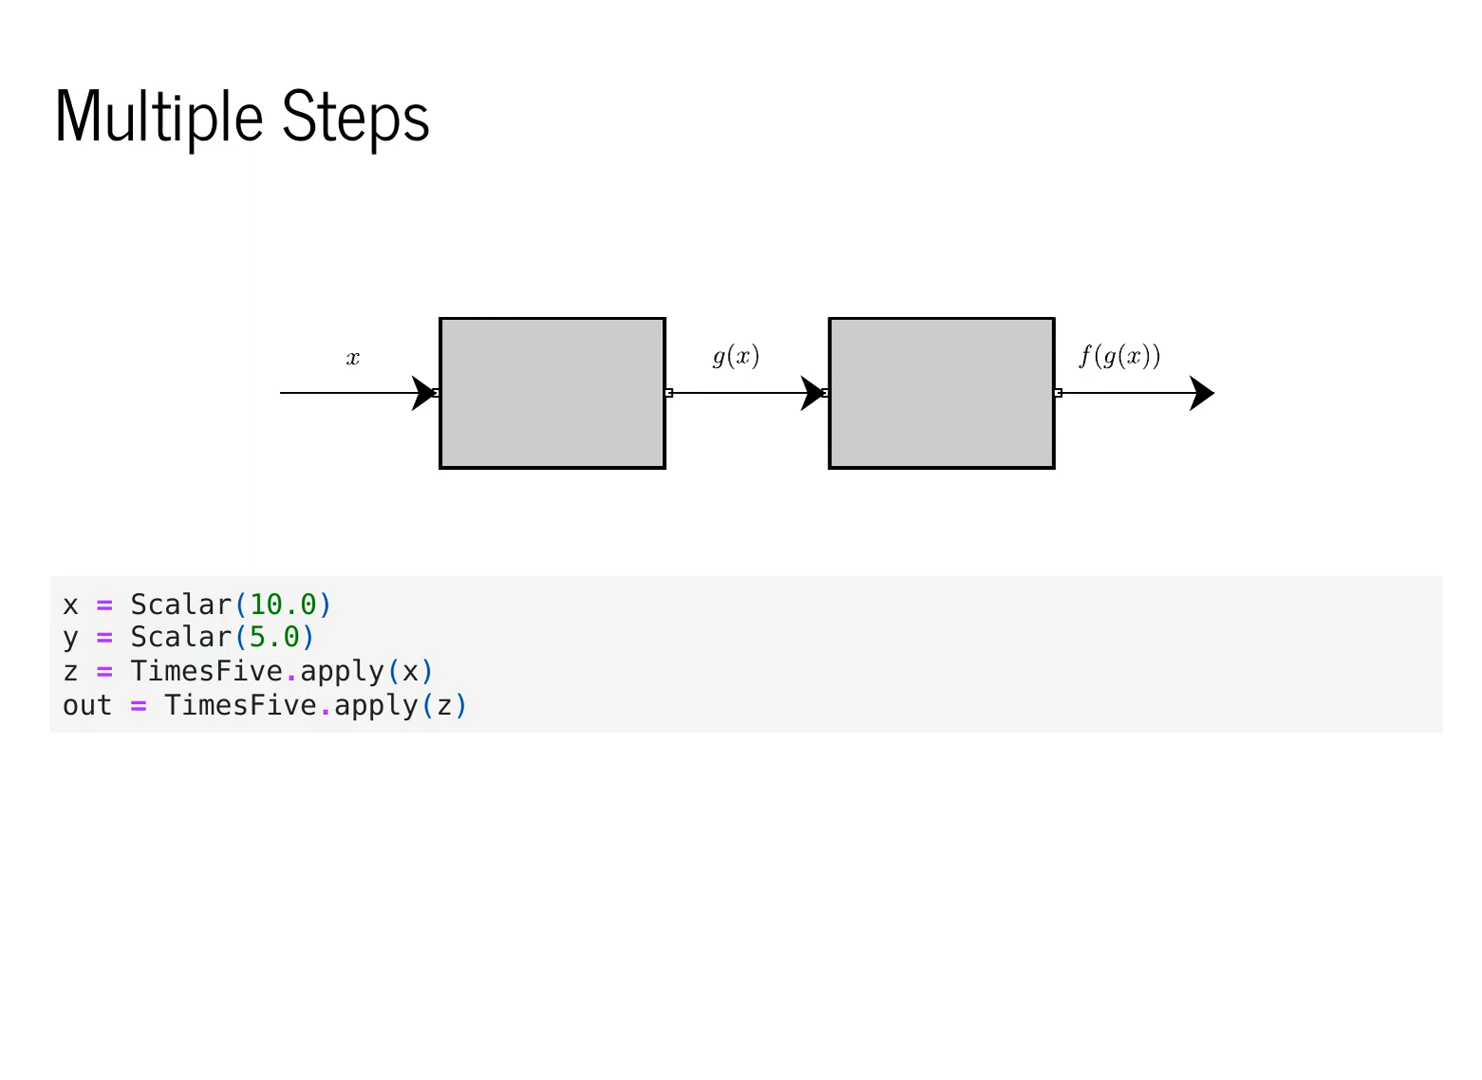 Multiple Steps
x g(x) f(g(x))
x = Scalar(10.0)
y = Scalar(5.0)
z = TimesFive.apply(x)
out = TimesFive.apply(z)